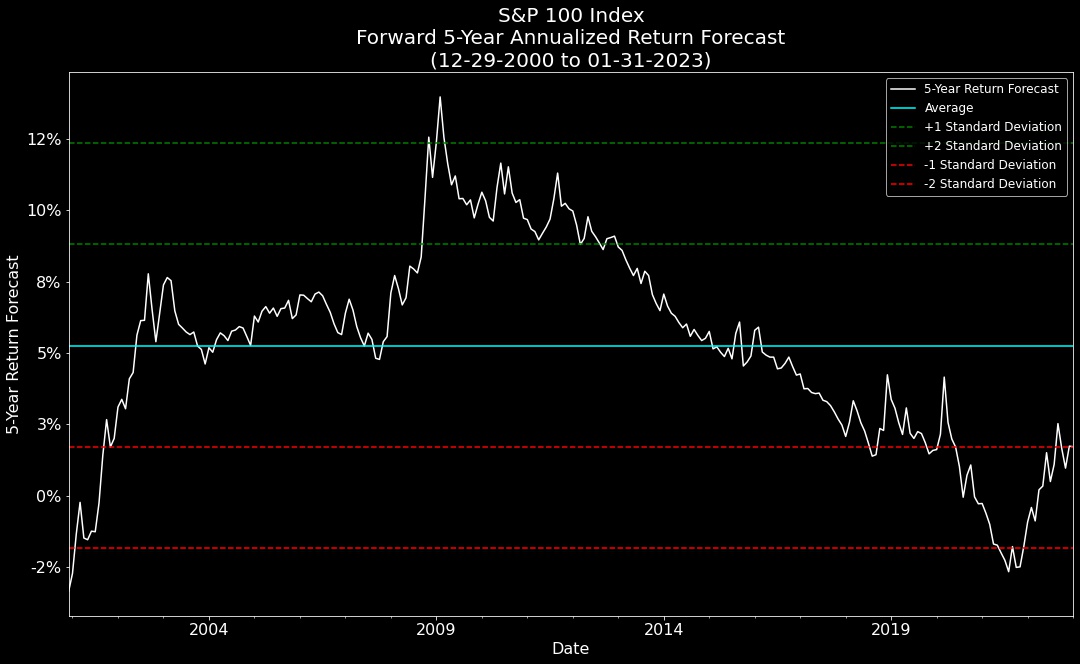 S&P 100 Index
Forward 5-Year Annualized Return Forecast
(12-29-2000 to 01-31-2023)
5-Year Return Forecast
Average
+1 Standard Deviation
+2 Standard Deviation
-1 Standard Deviation
-2 Standard Deviation
12%
10%
8%
5%
3%
0%
-2%
5-Year Return Forecast
2004
2009
2014
2019
Date